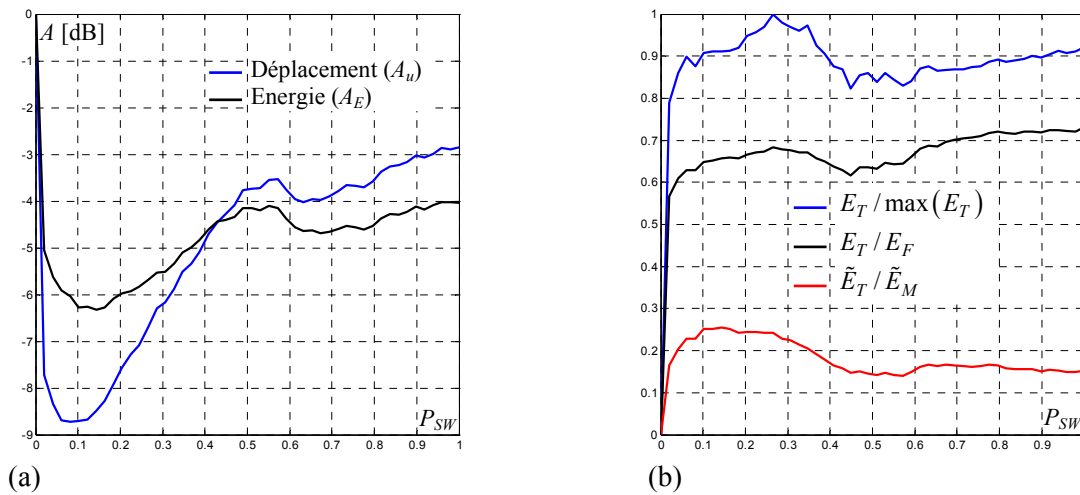 A [dB]
0
-1
-2
-3
-4
-5
-6
-7
-8
-9
Déplacement (A_u)
Energie (A_E)
P_SW
0 0.1 0.2 0.3 0.4 0.5 0.6 0.7 0.8 0.9 1
(a)
1
0.9
0.8
0.7
0.6
0.5
0.4
0.3
0.2
0.1
0
E_T / max(E_T)
E_T / E_F
Ẽ_T / Ẽ_M
P_SW
0 0.1 0.2 0.3 0.4 0.5 0.6 0.7 0.8 0.9
(b)